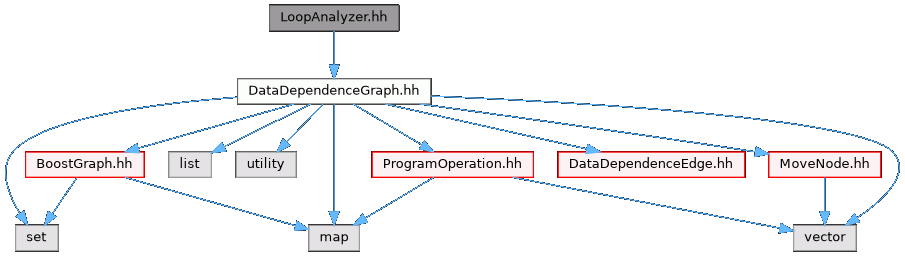 LoopAnalyzer.hh
DataDependenceGraph.hh
BoostGraph.hh
list
utility
ProgramOperation.hh
DataDependenceEdge.hh
MoveNode.hh
set
map
vector